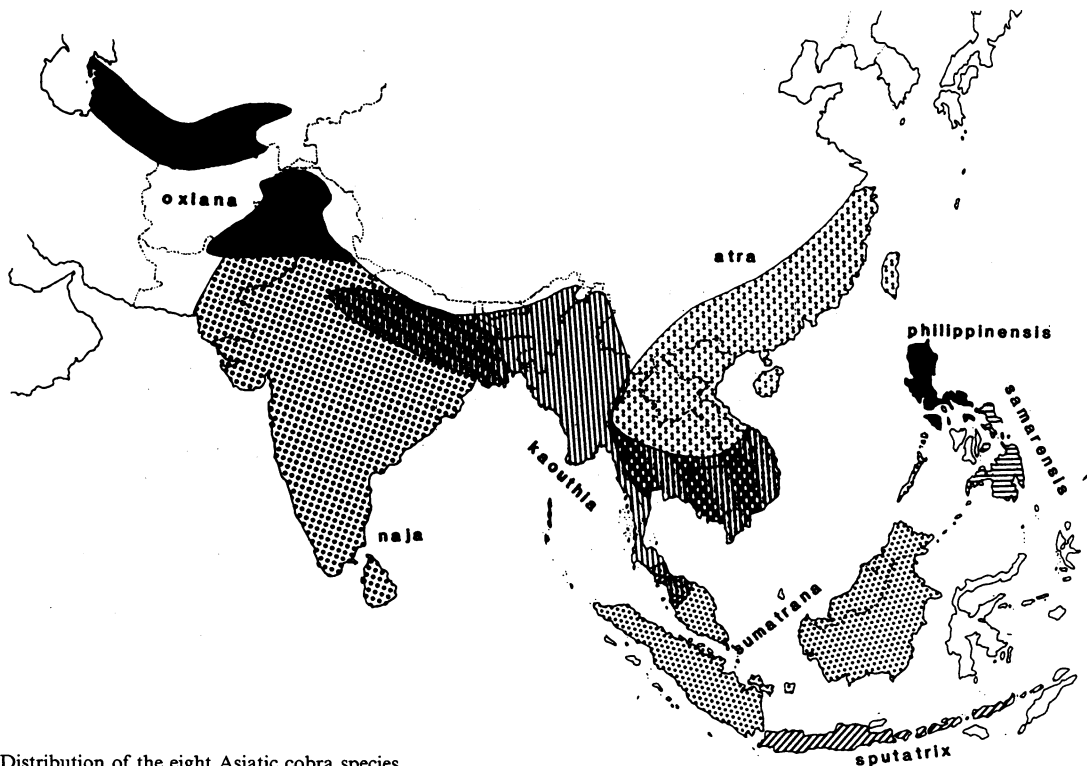 oxiana
atra
philippinensis
samarensis
kaouthia
naja
sumatrana
sputatrix
Distribution of the eight Asiatic cobra species